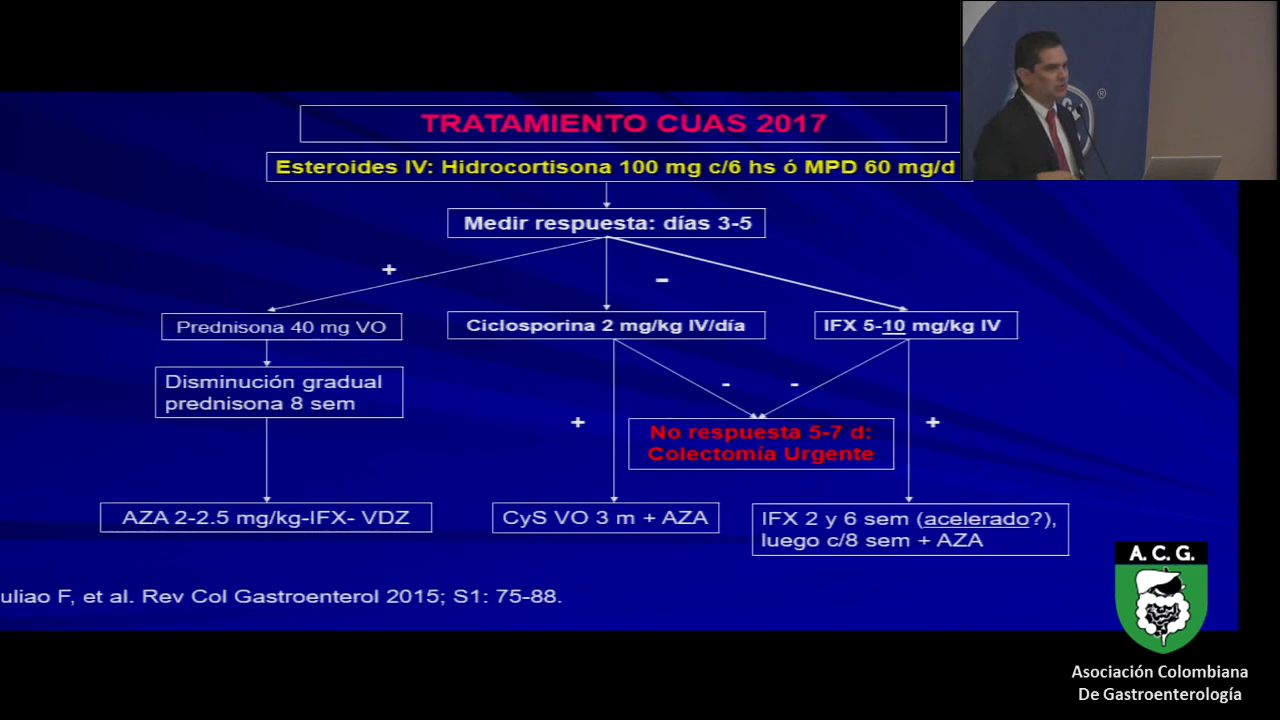 TRATAMIENTO CUAS 2017
Esteroides IV: Hidrocortisona 100 mg c/6 hs ó MPD 60 mg/d
Medir respuesta: días 3-5
+
-
Prednisona 40 mg VO
Ciclosporina 2 mg/kg IV/día
IFX 5-10 mg/kg IV
Disminución gradual
prednisona 8 sem
-
-
+
+
No respuesta 5-7 d:
Colectomía Urgente
AZA 2-2.5 mg/kg-IFX- VDZ
CyS VO 3 m + AZA
IFX 2 y 6 sem (acelerado?),
luego c/8 sem + AZA
uliao F, et al. Rev Col Gastroenterol 2015; S1: 75-88.
®
A. C. G.
Asociación Colombiana
De Gastroenterología